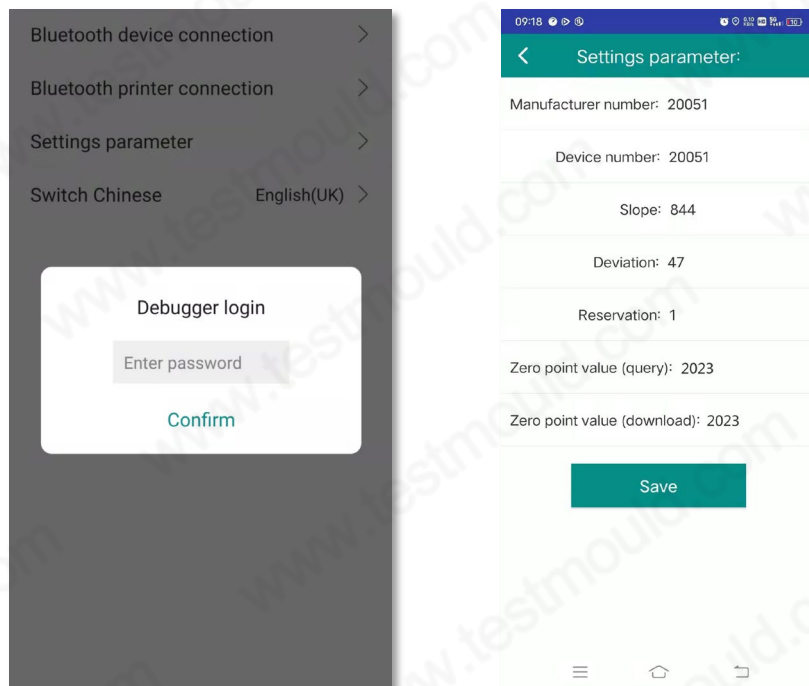 Bluetooth device connection
Bluetooth printer connection
Settings parameter
Switch Chinese English(UK)
Debugger login
Enter password
Confirm
09:18
Settings parameter:
Manufacturer number: 20051
Device number: 20051
Slope: 844
Deviation: 47
Reservation: 1
Zero point value (query): 2023
Zero point value (download): 2023
Save
www.testmould.com